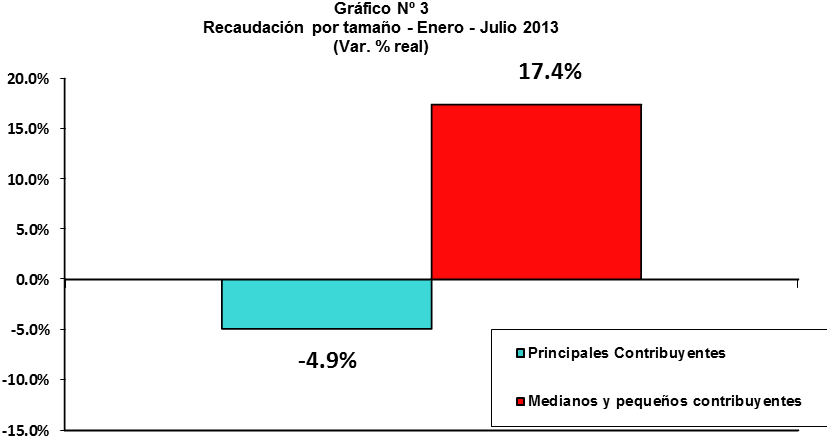 Gráfico Nº 3
Recaudación por tamaño - Enero - Julio 2013
(Var. % real)
17.4%
20.0%
15.0%
10.0%
5.0%
0.0%
-5.0%
-10.0%
-15.0%
-4.9%
Principales Contribuyentes
Medianos y pequeños contribuyentes